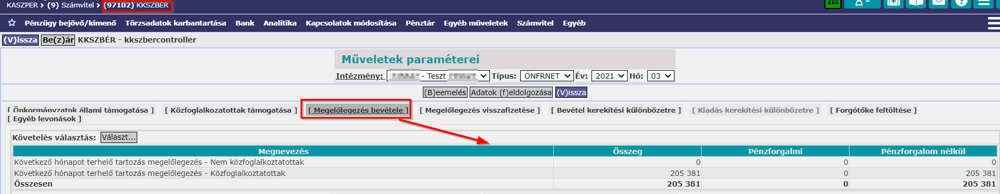 KASZPER > (9) Számvitel > (97102) KKSZBÉR
Pénzügy bejövő/kimenő Törzsadatok karbantartása Bank Analitika Kapcsolatok módosítása Pénztár Egyéb műveletek Számvitel Egyéb
(V)issza Be(z)ár KKSZBÉR - kkszbercontroller
Műveletek paraméterei
Intézmény: - Teszt Típus: ÖNFRNET Év: 2021 Hó: 03
(B)eemelés Adatok (f)eldolgozása (V)issza
[ Önkormányzatok állami támogatása ] [ Közfoglalkozatottak támogatása ] [ Megelőlegezés bevétele ] [ Megelőlegezés visszafizetése ] [ Bevétel kerekítési különbözetre ] [ Kiadás kerekítési különbözetre ] [ Forgótőke feltöltése ]
[ Egyéb levonások ]
Követelés választás: Választ...
Megnevezés Összeg Pénzforgalmi Pénzforgalom nélkül
Következő hónapot terhelő tartozás megelőlegezés - Nem közfoglalkoztatottak 0 0 0
Következő hónapot terhelő tartozás megelőlegezés - Közfoglalkoztatottak 205 381 0 205 381
Összesen 205 381 0 205 381